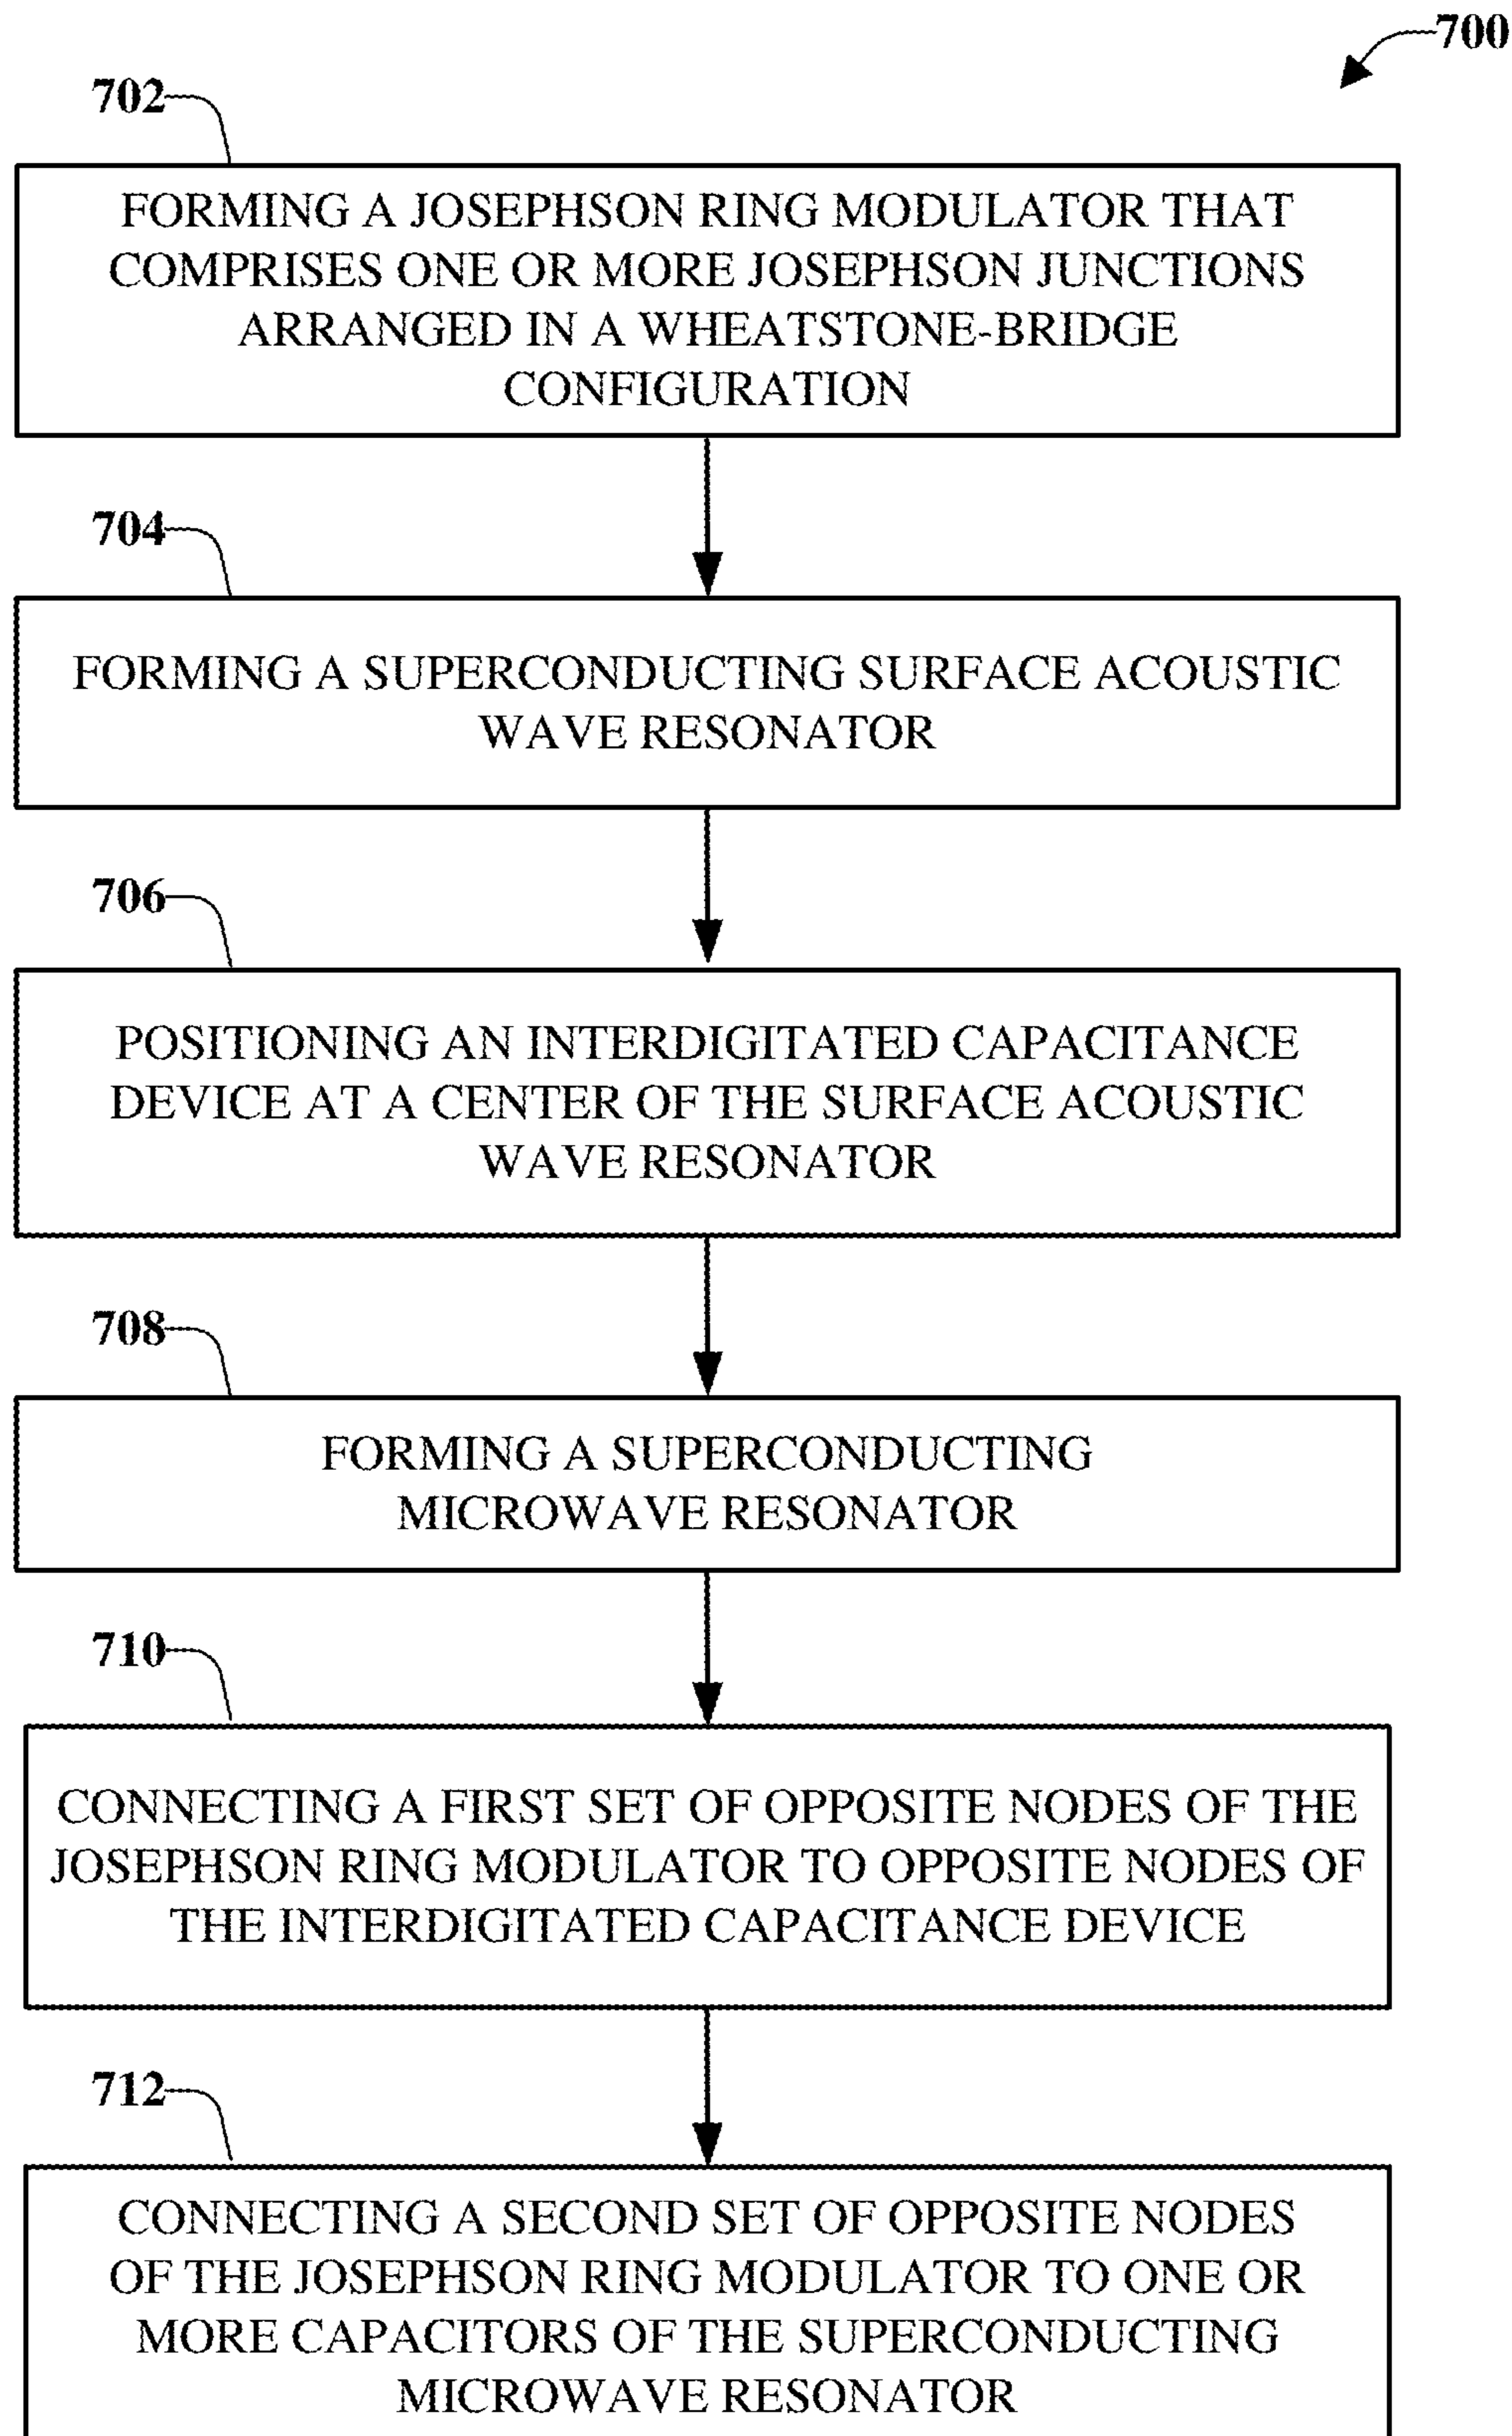 700
702
FORMING A JOSEPHSON RING MODULATOR THAT
COMPRISES ONE OR MORE JOSEPHSON JUNCTIONS
ARRANGED IN A WHEATSTONE-BRIDGE
CONFIGURATION
704
FORMING A SUPERCONDUCTING SURFACE ACOUSTIC
WAVE RESONATOR
706
POSITIONING AN INTERDIGITATED CAPACITANCE
DEVICE AT A CENTER OF THE SURFACE ACOUSTIC
WAVE RESONATOR
708
FORMING A SUPERCONDUCTING
MICROWAVE RESONATOR
710
CONNECTING A FIRST SET OF OPPOSITE NODES OF THE
JOSEPHSON RING MODULATOR TO OPPOSITE NODES OF
THE INTERDIGITATED CAPACITANCE DEVICE
712
CONNECTING A SECOND SET OF OPPOSITE NODES
OF THE JOSEPHSON RING MODULATOR TO ONE OR
MORE CAPACITORS OF THE SUPERCONDUCTING
MICROWAVE RESONATOR